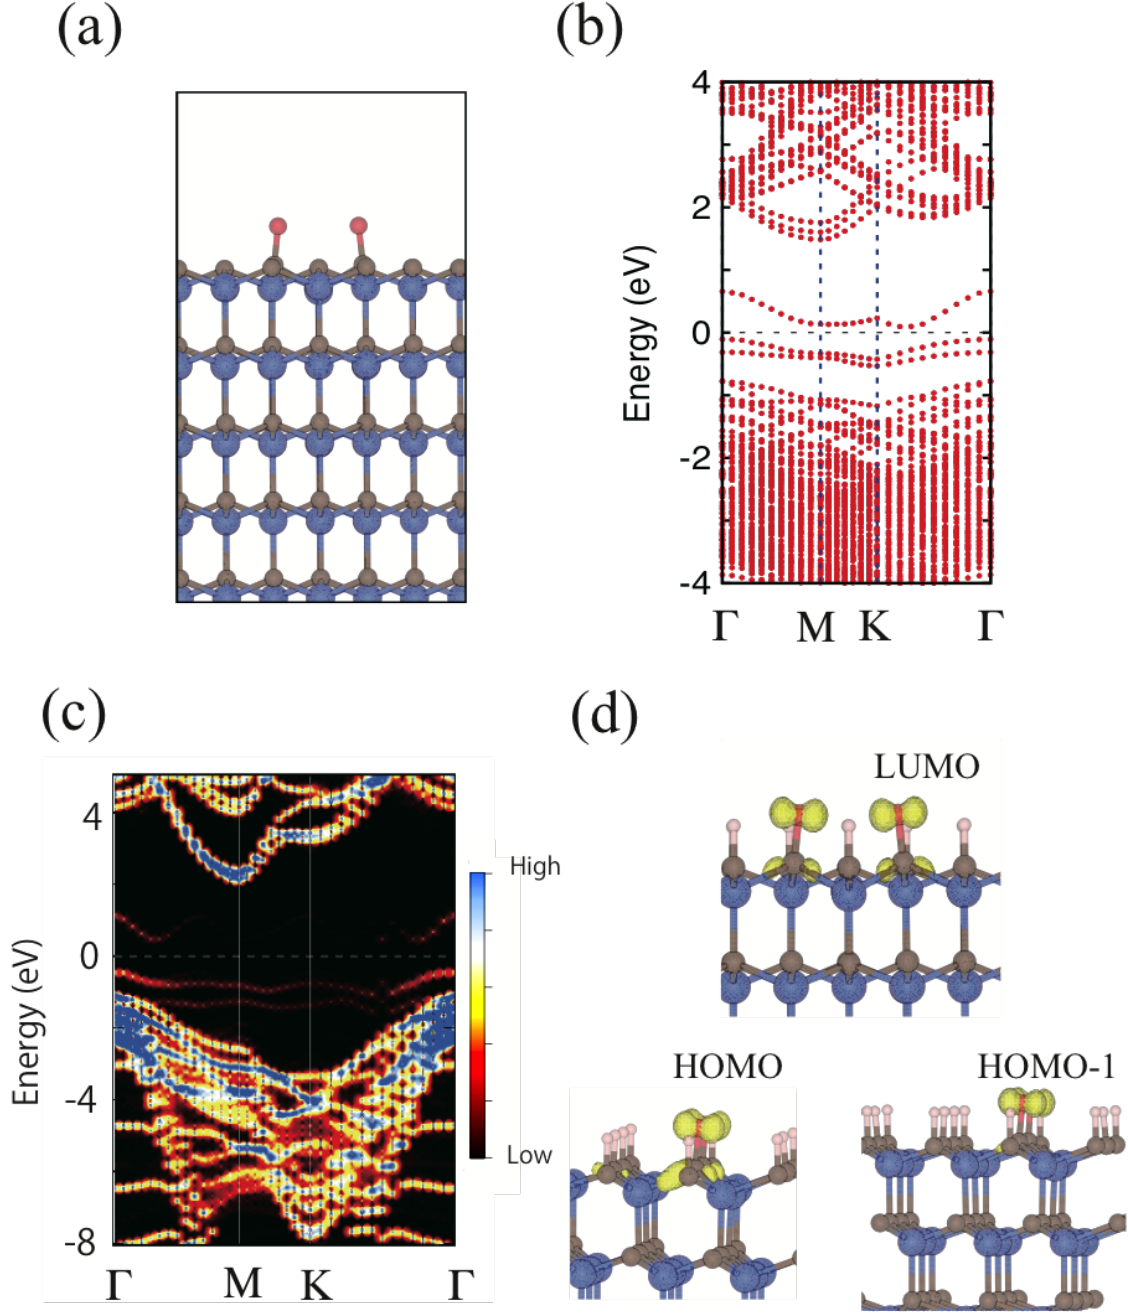 (a)
(b)
4
2
0
-2
-4
Energy (eV)
Γ M K Γ
(c)
4
0
-4
-8
Energy (eV)
Γ M K Γ
High
Low
(d)
LUMO
HOMO
HOMO-1